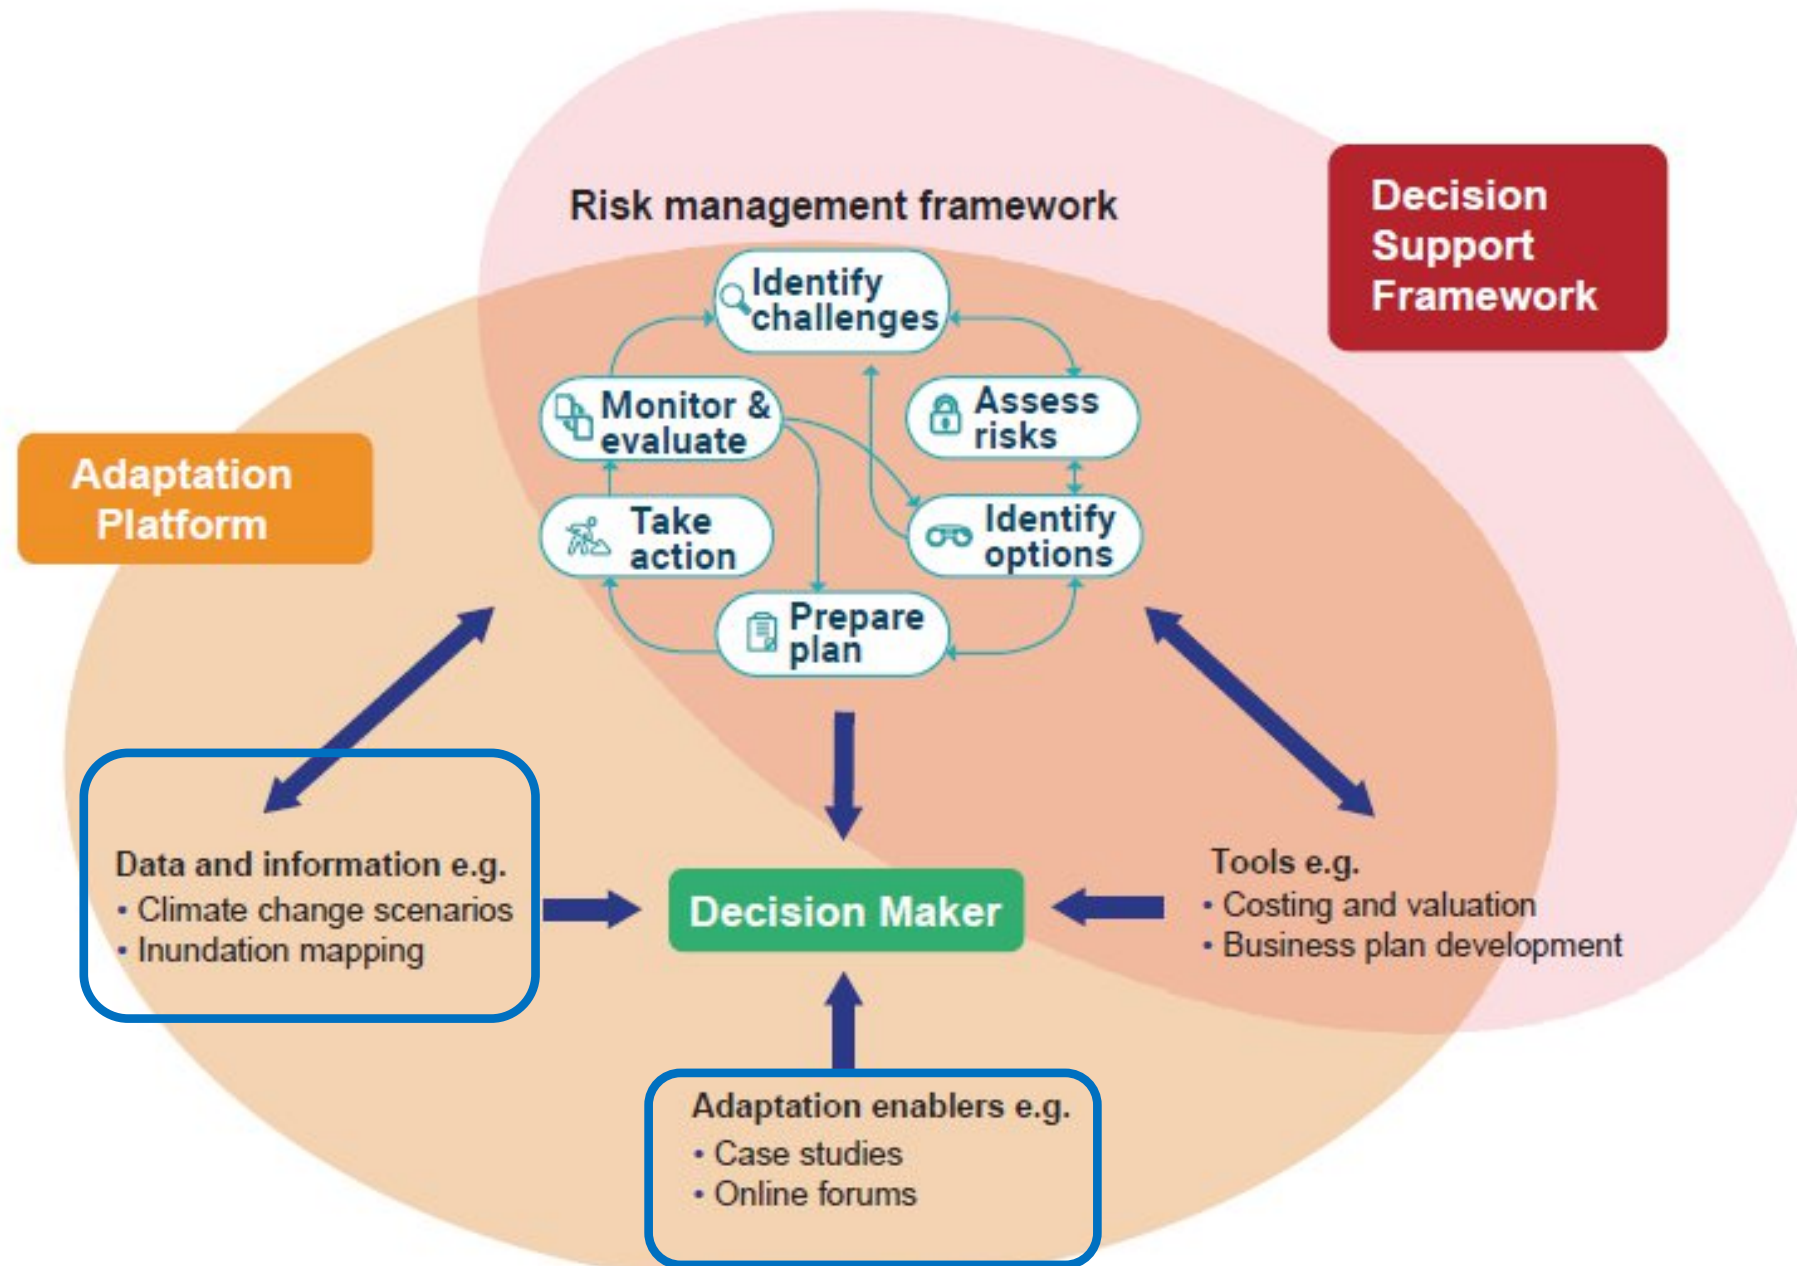 Risk management framework
Decision
Support
Framework
Identify
challenges
Monitor &
evaluate
Assess
risks
Adaptation
Platform
Take
action
Identify
options
Prepare
plan
Data and information e.g.
• Climate change scenarios
• Inundation mapping
Decision Maker
Tools e.g.
• Costing and valuation
• Business plan development
Adaptation enablers e.g.
• Case studies
• Online forums